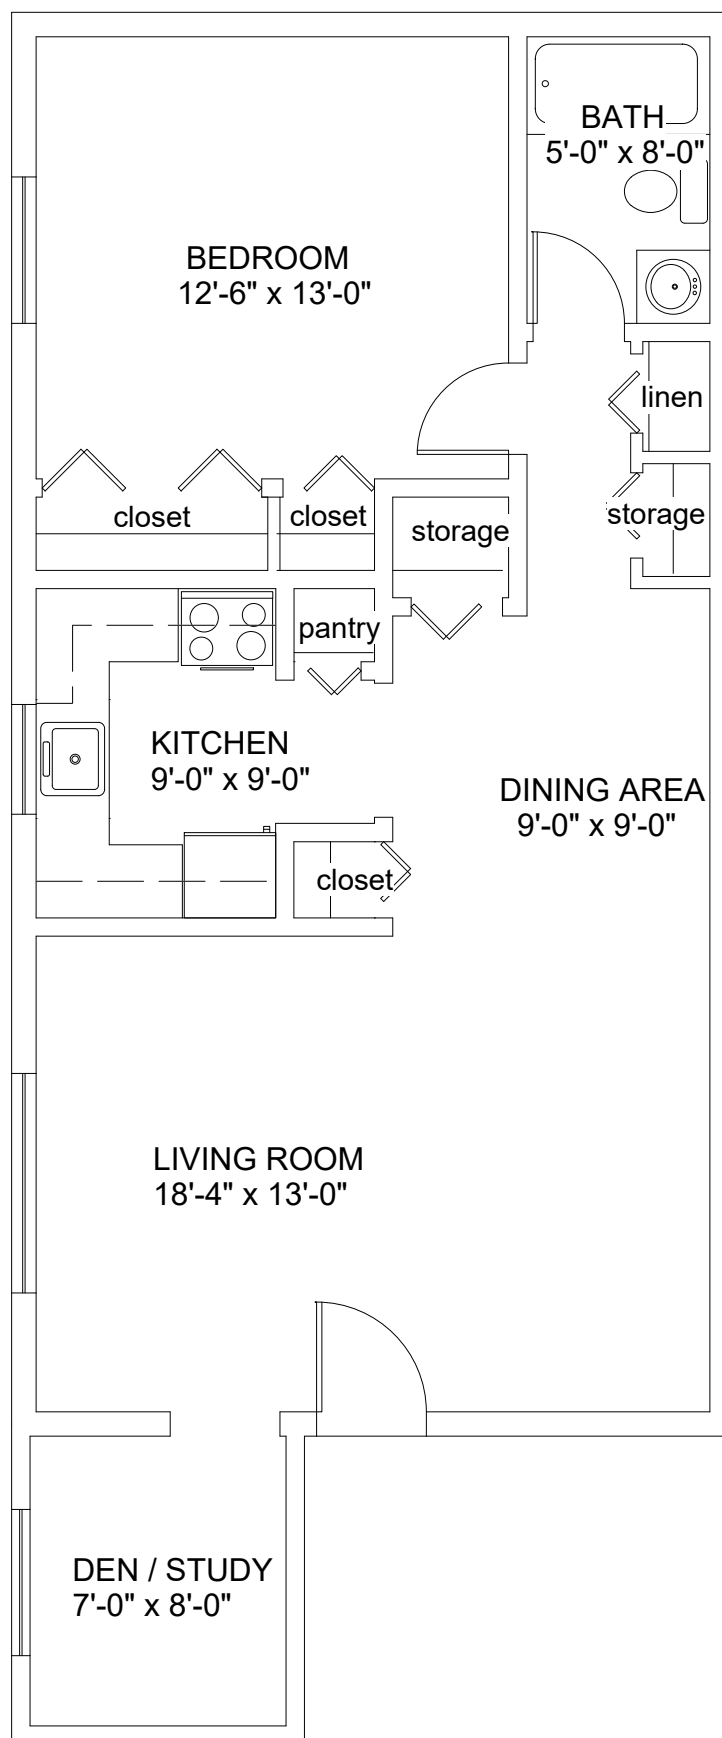 BATH
5'-0" x 8'-0"
BEDROOM
12'-6" x 13'-0"
linen
closet
closet
storage
storage
pantry
KITCHEN
9'-0" x 9'-0"
DINING AREA
9'-0" x 9'-0"
closet
LIVING ROOM
18'-4" x 13'-0"
DEN / STUDY
7'-0" x 8'-0"